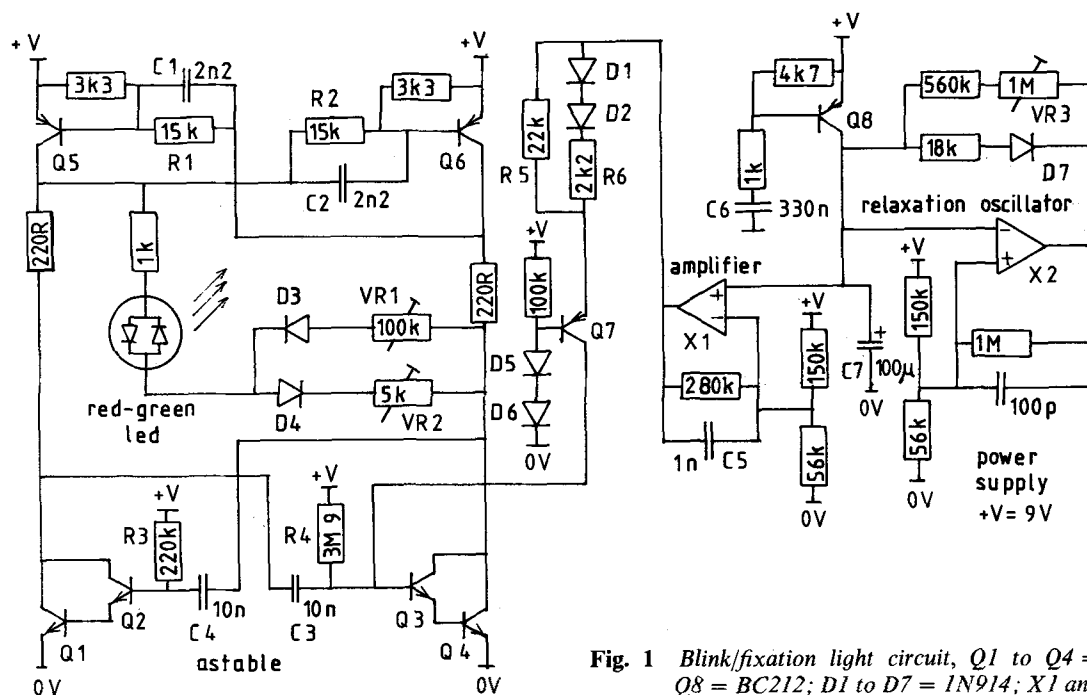 +V
+V
+V
C1
3k3
2n2
3k3
R2
15k
15k
Q5
R1
Q6
C2
2n2
220R
1k
220R
D3
VR1
100k
D4
5k
VR2
red-green
led
+V
R3
220k
+V
R4
3M9
Q2
10n
C4
10n
C3
Q3
Q1
Q4
astable
0V
0V
D1
D2
22k
R5
2k2
R6
+V
100k
Q7
D5
D6
0V
4k7
Q8
560k
1M
VR3
18k
D7
1k
C6
330n
relaxation oscillator
amplifier
+
-
X1
280k
1n
C5
+V
150k
56k
0V
+
C7
100µ
0V
+V
150k
-
+
X2
1M
100p
56k
0V
power
supply
+V= 9V
Fig. 1 Blink/fixation light circuit, Q1 to Q4 =
Q8 = BC212; D1 to D7 = 1N914; X1 an